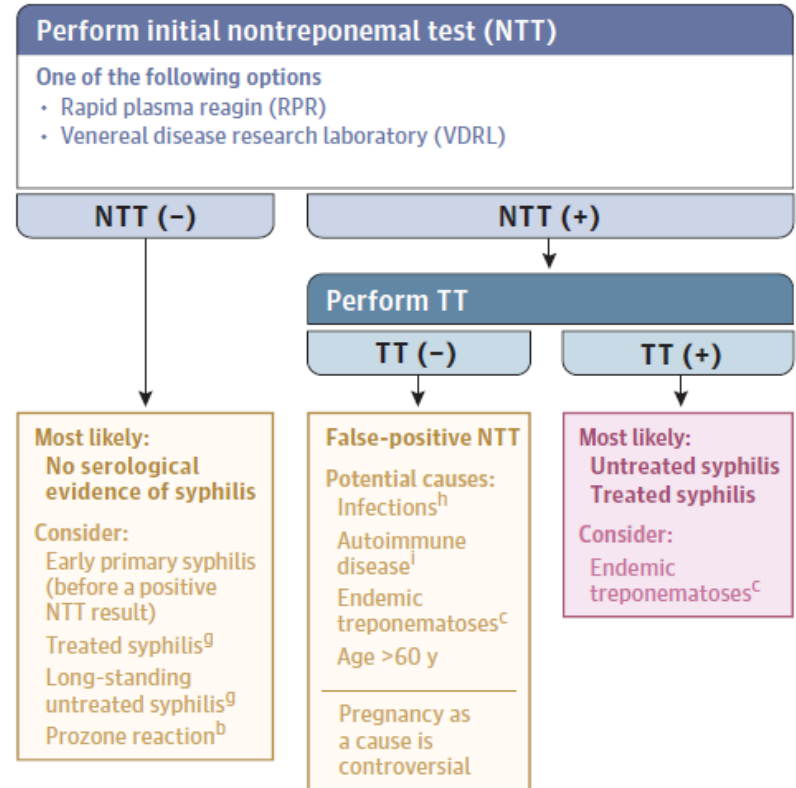 Perform initial nontreponemal test (NTT)
One of the following options
• Rapid plasma reagin (RPR)
• Venereal disease research laboratory (VDRL)
NTT (−)
NTT (+)
Perform TT
TT (−)
TT (+)
Most likely:
No serological
evidence of syphilis
Consider:
Early primary syphilis
(before a positive
NTT result)
Treated syphilis^g
Long-standing
untreated syphilis^g
Prozone reaction^b
False-positive NTT
Potential causes:
Infections^h
Autoimmune
disease^i
Endemic
treponematoses^c
Age >60 y
Pregnancy as
a cause is
controversial
Most likely:
Untreated syphilis
Treated syphilis
Consider:
Endemic
treponematoses^c